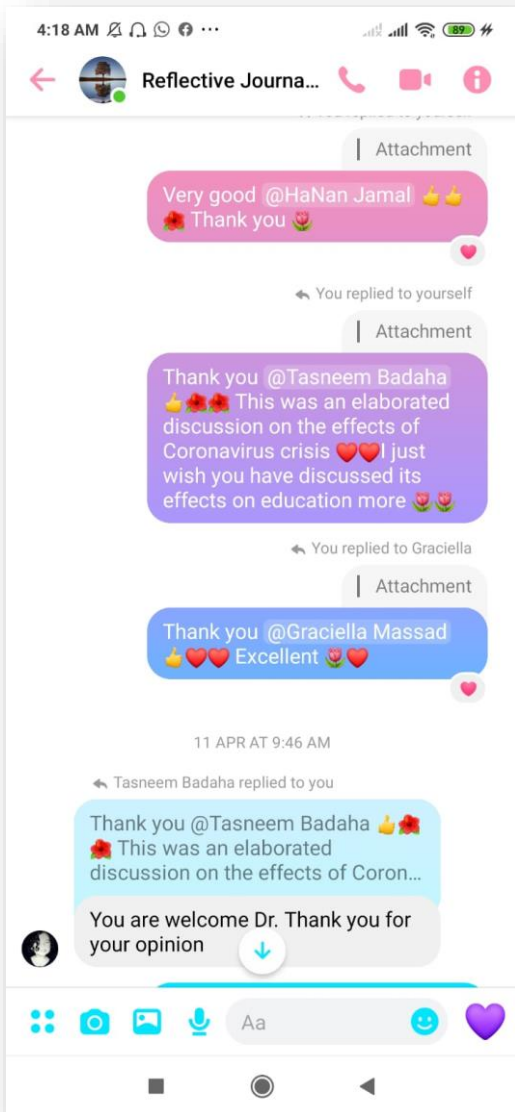 4:18 AM
89
Reflective Journa...
Attachment
Very good @HaNan Jamal 👍👍
🌺 Thank you 🌷
You replied to yourself
Attachment
Thank you @Tasneem Badaha
👍🌺🌺 This was an elaborated
discussion on the effects of
Coronavirus crisis ❤️❤️I just
wish you have discussed its
effects on education more 🌷🌷
You replied to Graciella
Attachment
Thank you @Graciella Massad
👍❤️❤️ Excellent 🌷❤️
11 APR AT 9:46 AM
Tasneem Badaha replied to you
Thank you @Tasneem Badaha 👍🌺
🌺 This was an elaborated
discussion on the effects of Coron...
You are welcome Dr. Thank you for
your opinion
Aa